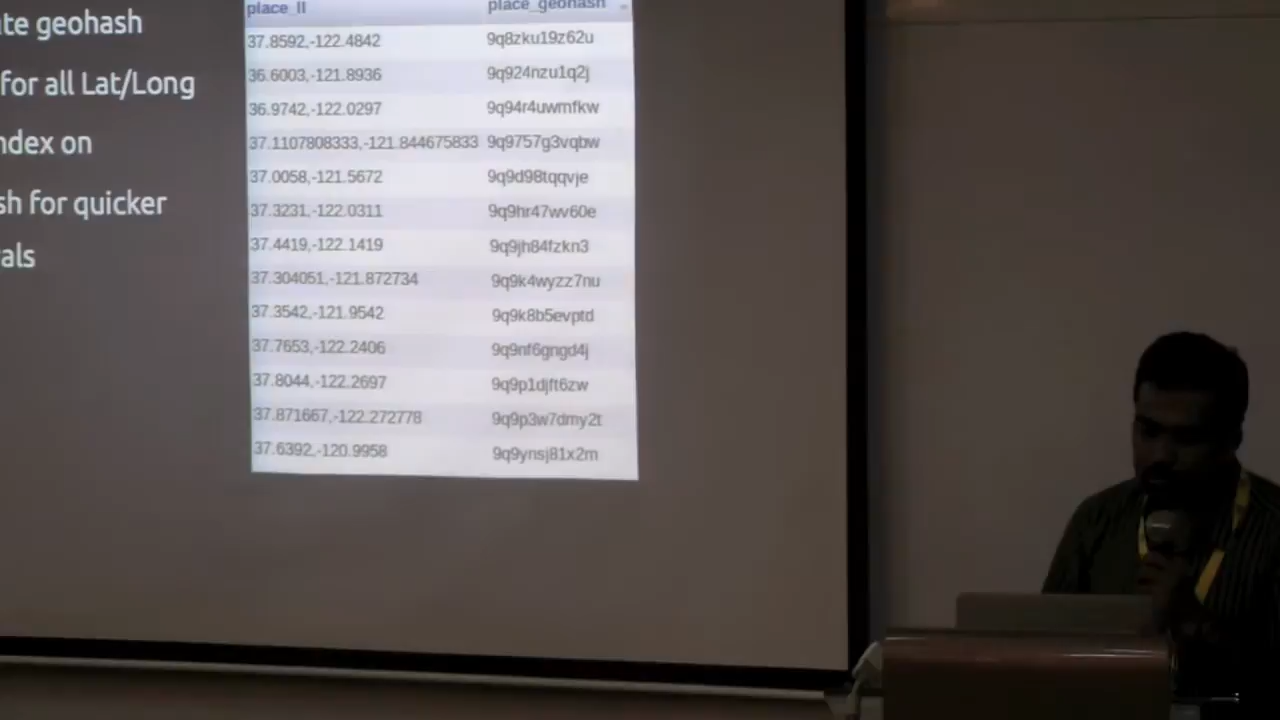 te geohash
for all Lat/Long
ndex on
sh for quicker
als
place_ll place_geohash
37.8592,-122.4842 9q8zku19z62u
36.6003,-121.8936 9q924nzu1q2j
36.9742,-122.0297 9q94r4uwmfkw
37.1107808333,-121.844675833 9q9757g3vqbw
37.0058,-121.5672 9q9d98tqqvje
37.3231,-122.0311 9q9hr47wv60e
37.4419,-122.1419 9q9jh84fzkn3
37.304051,-121.872734 9q9k4wyzz7nu
37.3542,-121.9542 9q9k8b5evptd
37.7653,-122.2406 9q9nf6gngd4j
37.8044,-122.2697 9q9p1djft6zw
37.871667,-122.272778 9q9p3w7dmy2t
37.6392,-120.9958 9q9ynsj81x2m